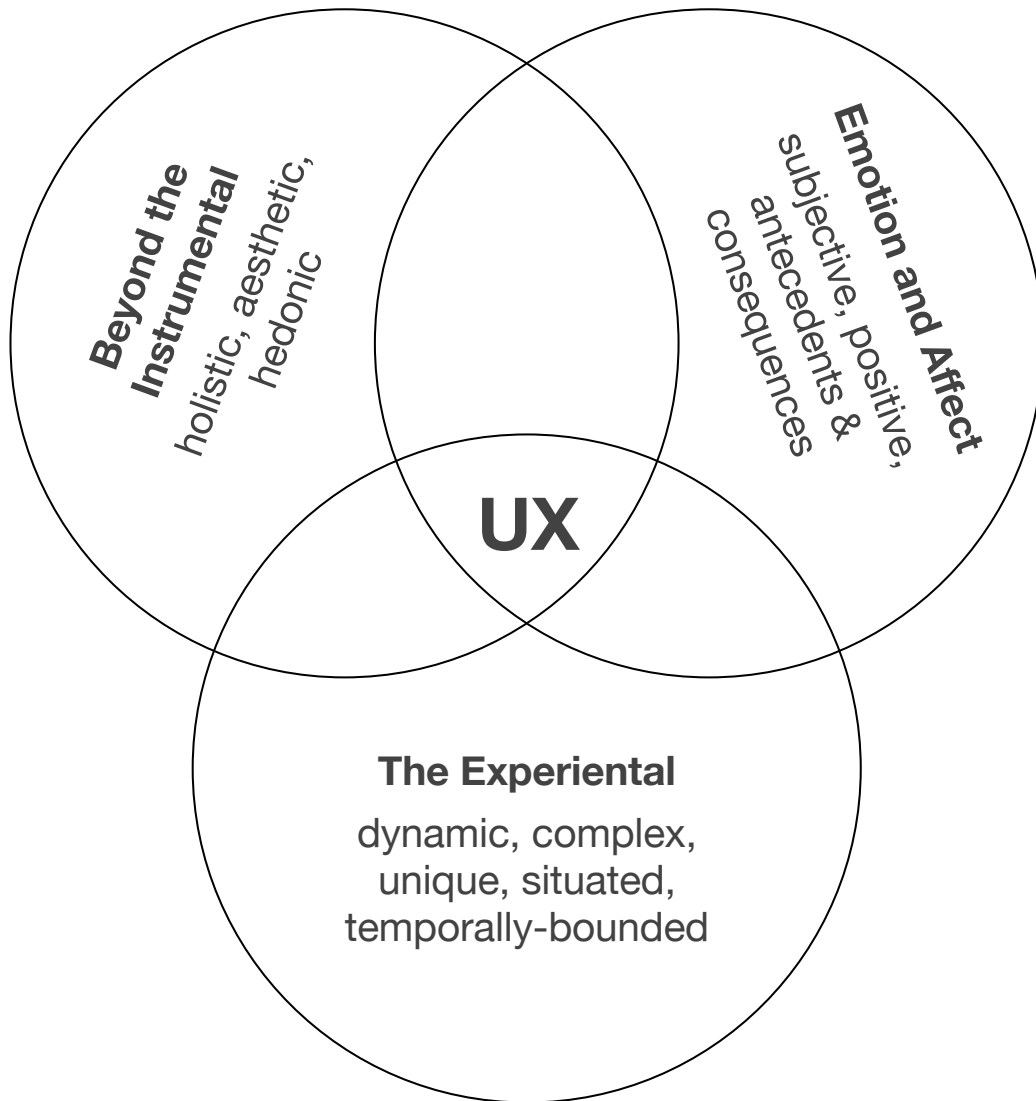 Beyond the
Instrumental
holistic, aesthetic,
hedonic
Emotion and Affect
subjective, positive,
antecedents &
consequences
UX
The Experiental
dynamic, complex,
unique, situated,
temporally-bounded